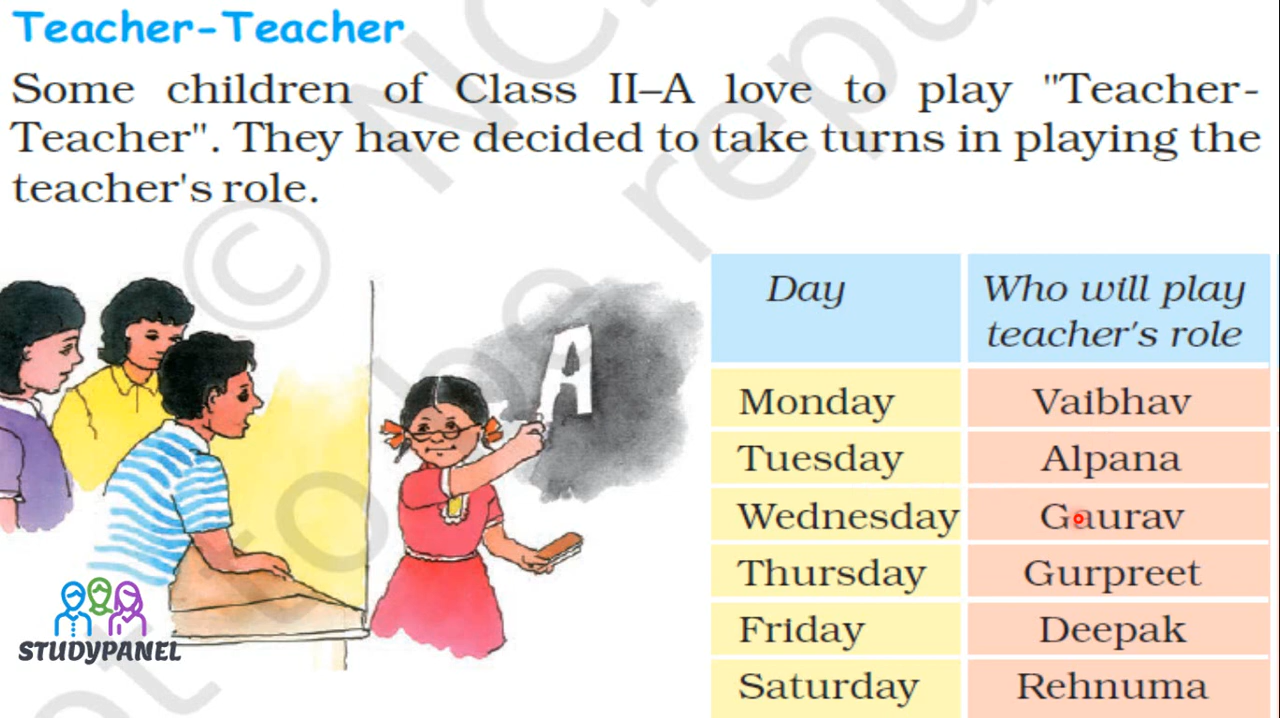 Teacher-Teacher
Some children of Class II–A love to play "Teacher-
Teacher". They have decided to take turns in playing the
teacher's role.
A
Day
Who will play
teacher's role
Monday Vaibhav
Tuesday Alpana
Wednesday Gaurav
Thursday Gurpreet
Friday Deepak
Saturday Rehnuma
STUDYPANEL